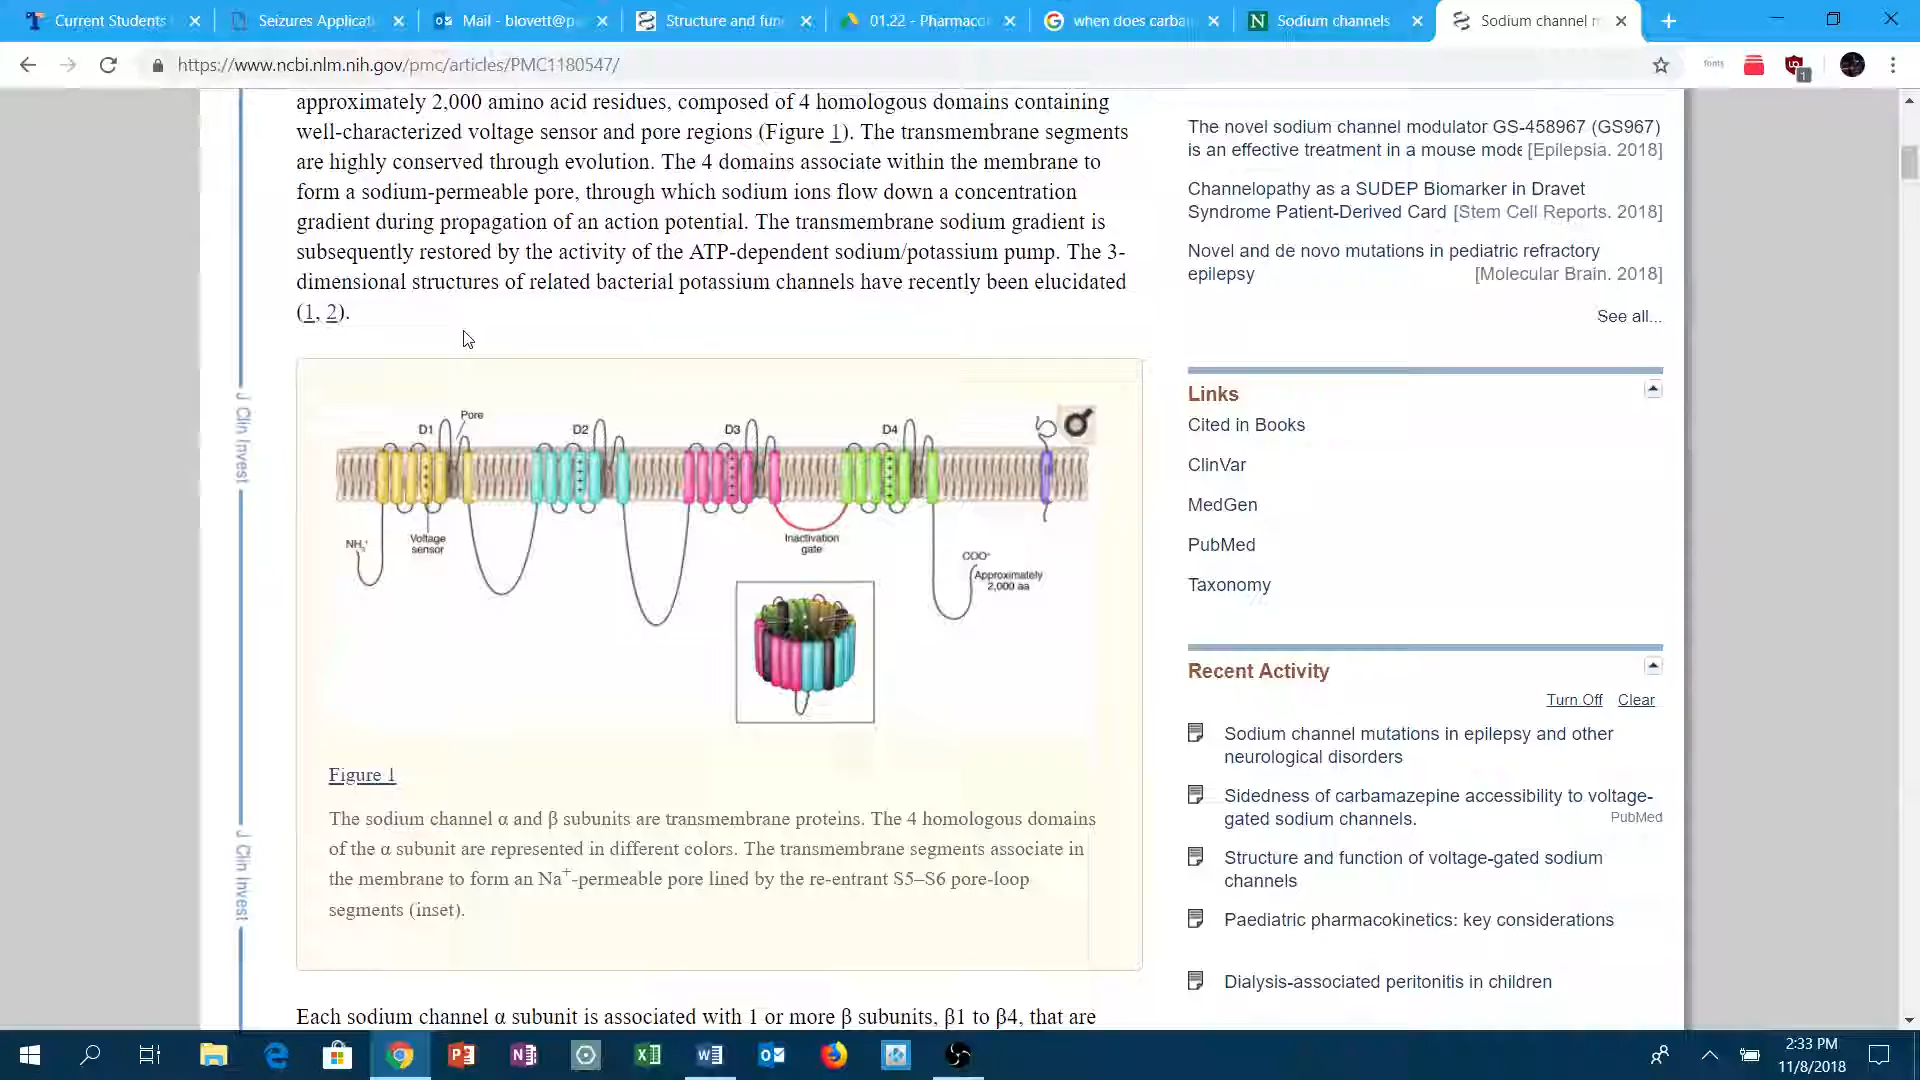 Current Students
Seizures Applicat
Mail - blovett@p
Structure and fun
01.22 - Pharmaco
when does carba
Sodium channels
Sodium channel m
https://www.ncbi.nlm.nih.gov/pmc/articles/PMC1180547/
fonts
1
approximately 2,000 amino acid residues, composed of 4 homologous domains containing
well-characterized voltage sensor and pore regions (Figure 1). The transmembrane segments
are highly conserved through evolution. The 4 domains associate within the membrane to
form a sodium-permeable pore, through which sodium ions flow down a concentration
gradient during propagation of an action potential. The transmembrane sodium gradient is
subsequently restored by the activity of the ATP-dependent sodium/potassium pump. The 3-
dimensional structures of related bacterial potassium channels have recently been elucidated
(1, 2).
J Clin Invest
J Clin Invest
D1
Pore
D2
D3
D4
NH3+
Voltage
sensor
Inactivation
gate
COO+
Approximately
2,000 aa
Figure 1
The sodium channel α and β subunits are transmembrane proteins. The 4 homologous domains
of the α subunit are represented in different colors. The transmembrane segments associate in
the membrane to form an Na+-permeable pore lined by the re-entrant S5–S6 pore-loop
segments (inset).
Each sodium channel α subunit is associated with 1 or more β subunits, β1 to β4, that are
The novel sodium channel modulator GS-458967 (GS967)
is an effective treatment in a mouse mode [Epilepsia. 2018]
Channelopathy as a SUDEP Biomarker in Dravet
Syndrome Patient-Derived Card [Stem Cell Reports. 2018]
Novel and de novo mutations in pediatric refractory
epilepsy [Molecular Brain. 2018]
See all...
Links
Cited in Books
ClinVar
MedGen
PubMed
Taxonomy
Recent Activity
Turn Off Clear
Sodium channel mutations in epilepsy and other
neurological disorders
Sidedness of carbamazepine accessibility to voltage-
gated sodium channels. PubMed
Structure and function of voltage-gated sodium
channels
Paediatric pharmacokinetics: key considerations
Dialysis-associated peritonitis in children
2:33 PM
11/8/2018